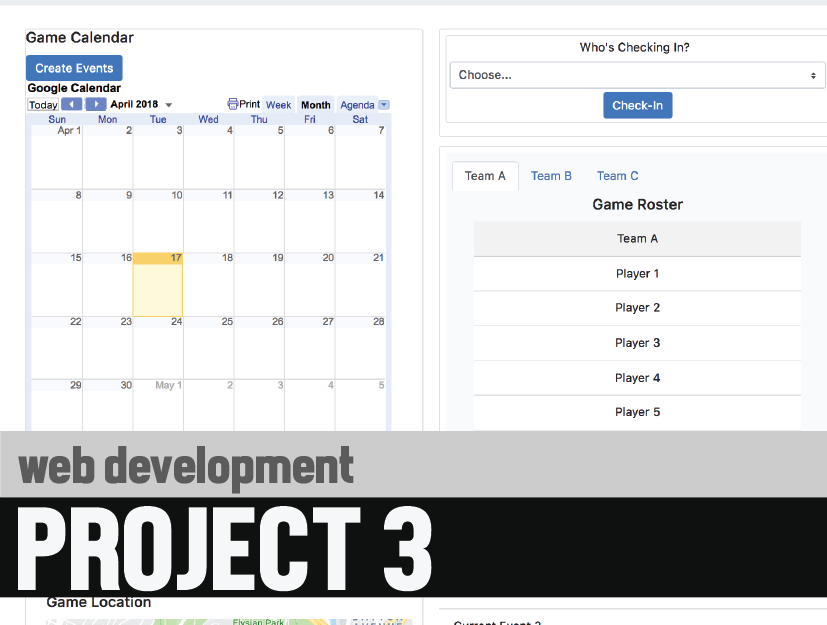 Game Calendar
Create Events
Google Calendar
Today April 2018 Print Week Month Agenda
Sun Mon Tue Wed Thu Fri Sat
Apr 1 2 3 4 5 6 7
8 9 10 11 12 13 14
15 16 17 18 19 20 21
22 23 24 25 26 27 28
29 30 May 1 2 3 4 5
Who's Checking In?
Choose...
Check-In
Team A Team B Team C
Game Roster
Team A
Player 1
Player 2
Player 3
Player 4
Player 5
web development
PROJECT 3
Game Location
Elysian Park